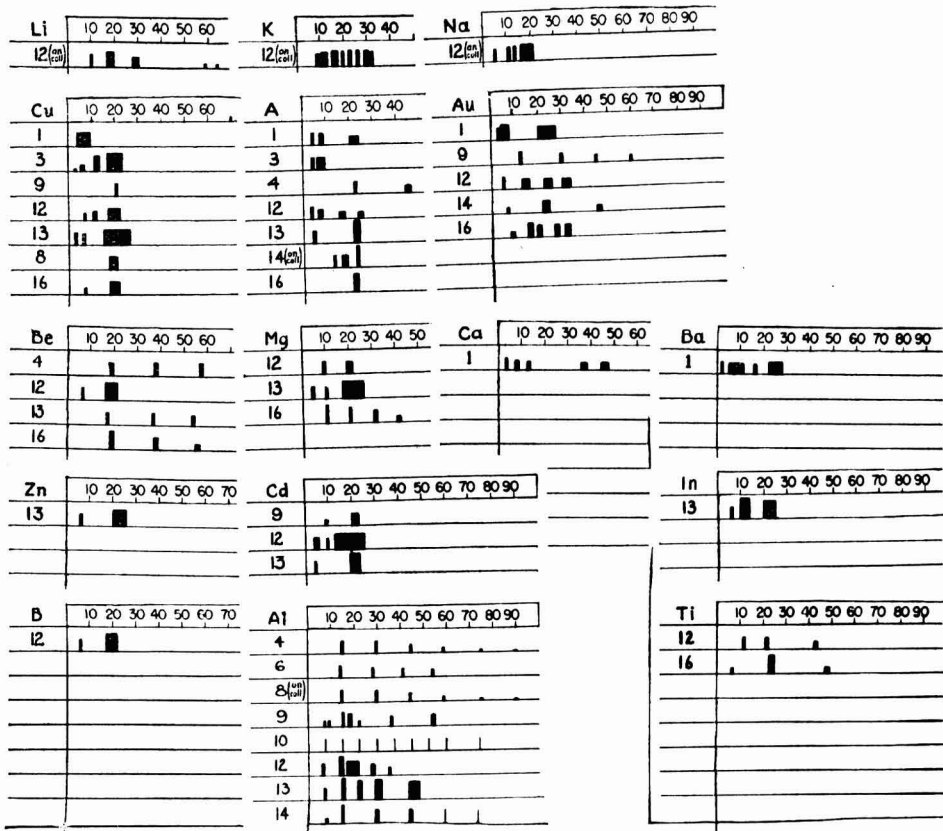 Li 10 20 30 40 50 60
12 (on coll)
K 10 20 30 40
12 (on coll)
Na 10 20 30 40 50 60 70 80 90
12 (on coll)
Cu 10 20 30 40 50 60
1
3
9
12
13
8
16
A 10 20 30 40
1
3
4
12
13
14 (on coll)
16
Au 10 20 30 40 50 60 70 80 90
1
9
12
14
16
Be 10 20 30 40 50 60
4
12
13
16
Mg 10 20 30 40 50
12
13
16
Ca 10 20 30 40 50 60
1
Ba 10 20 30 40 50 60 70 80 90
1
Zn 10 20 30 40 50 60 70
13
Cd 10 20 30 40 50 60 70 80 90
9
12
13
In 10 20 30 40 50 60 70 80 90
13
B 10 20 30 40 50 60 70
12
Al 10 20 30 40 50 60 70 80 90
4
6
8 (on coll)
9
10
12
13
14
Ti 10 20 30 40 50 60 70 80 90
12
16